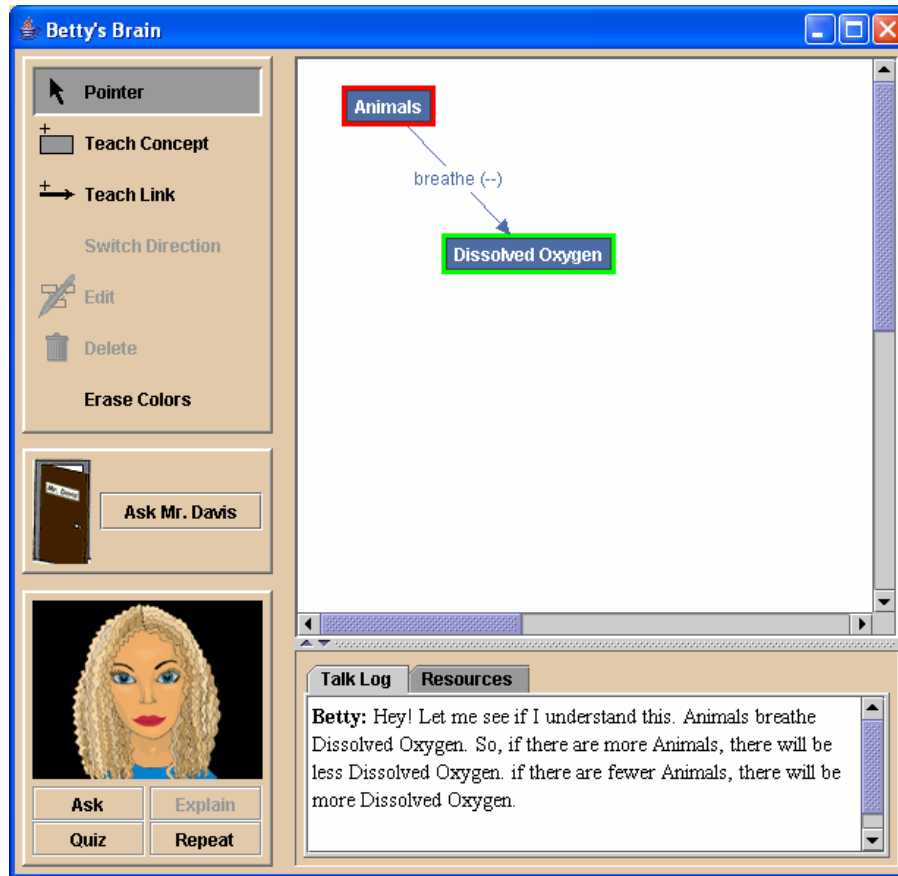 Betty's Brain
Pointer
Teach Concept
Teach Link
Switch Direction
Edit
Delete
Erase Colors
Mr. Davis
Ask Mr. Davis
Ask
Explain
Quiz
Repeat
Animals
breathe (--)
Dissolved Oxygen
Talk Log
Resources
Betty: Hey! Let me see if I understand this. Animals breathe
Dissolved Oxygen. So, if there are more Animals, there will be
less Dissolved Oxygen. if there are fewer Animals, there will be
more Dissolved Oxygen.